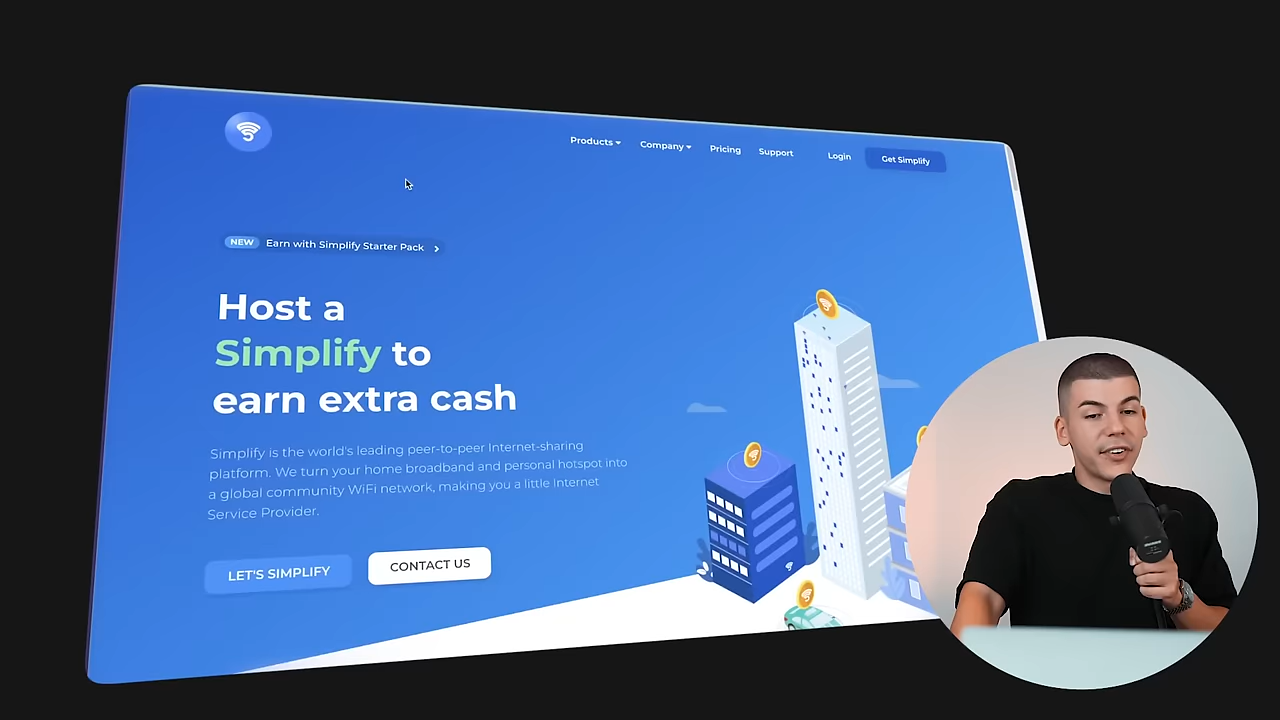 Products
Company
Pricing
Support
Login
Get Simplify
NEW Earn with Simplify Starter Pack
Host a
Simplify to
earn extra cash
Simplify is the world's leading peer-to-peer Internet-sharing
platform. We turn your home broadband and personal hotspot into
a global community WiFi network, making you a little Internet
Service Provider.
LET'S SIMPLIFY
CONTACT US